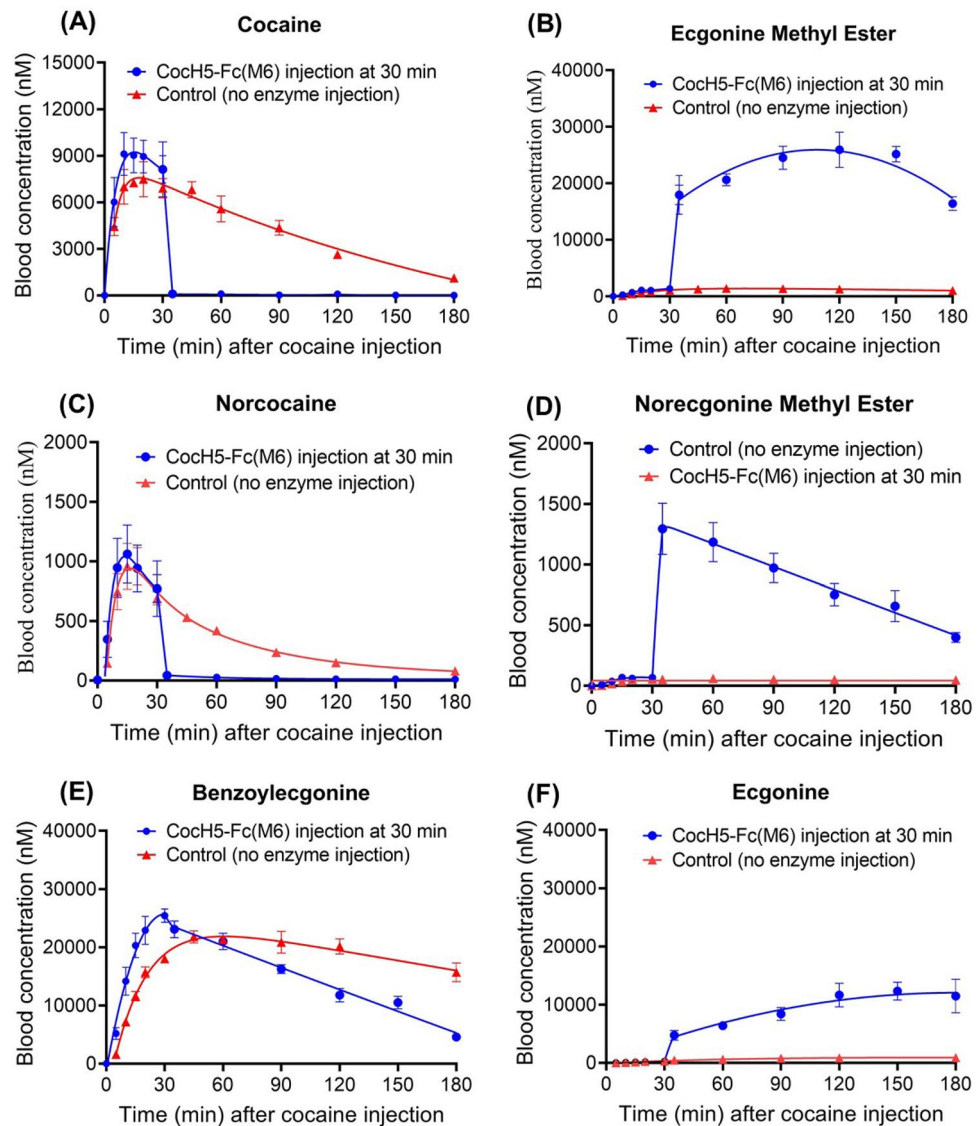 (A)
Cocaine
15000
12000
9000
6000
3000
0
Blood concentration (nM)
CocH5-Fc(M6) injection at 30 min
Control (no enzyme injection)
0 30 60 90 120 150 180
Time (min) after cocaine injection
(B)
Ecgonine Methyl Ester
40000
30000
20000
10000
0
Blood concentration (nM)
CocH5-Fc(M6) injection at 30 min
Control (no enzyme injection)
0 30 60 90 120 150 180
Time (min) after cocaine injection
(C)
Norcocaine
2000
1500
1000
500
0
Blood concentration (nM)
CocH5-Fc(M6) injection at 30 min
Control (no enzyme injection)
0 30 60 90 120 150 180
Time (min) after cocaine injection
(D)
Norecgonine Methyl Ester
2000
1500
1000
500
0
Blood concentration (nM)
Control (no enzyme injection)
CocH5-Fc(M6) injection at 30 min
0 30 60 90 120 150 180
Time (min) after cocaine injection
(E)
Benzoylecgonine
40000
30000
20000
10000
0
Blood concentration (nM)
CocH5-Fc(M6) injection at 30 min
Control (no enzyme injection)
0 30 60 90 120 150 180
Time (min) after cocaine injection
(F)
Ecgonine
40000
30000
20000
10000
0
Blood concentration (nM)
CocH5-Fc(M6) injection at 30 min
Control (no enzyme injection)
0 30 60 90 120 150 180
Time (min) after cocaine injection